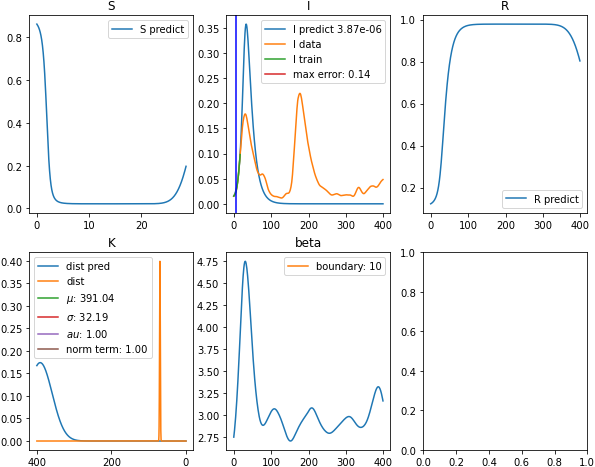 S
I
R
0.8
0.6
0.4
0.2
0.0
S predict
0 10 20
0.35
0.30
0.25
0.20
0.15
0.10
0.05
0.00
I predict 3.87e-06
I data
I train
max error: 0.14
0 100 200 300 400
1.0
0.8
0.6
0.4
0.2
R predict
0 100 200 300 400
K
beta
0.40
0.35
0.30
0.25
0.20
0.15
0.10
0.05
0.00
dist pred
dist
μ: 391.04
σ: 32.19
au: 1.00
norm term: 1.00
400 200 0
4.75
4.50
4.25
4.00
3.75
3.50
3.25
3.00
2.75
boundary: 10
0 100 200 300 400
1.0
0.8
0.6
0.4
0.2
0.0
0.0 0.2 0.4 0.6 0.8 1.0